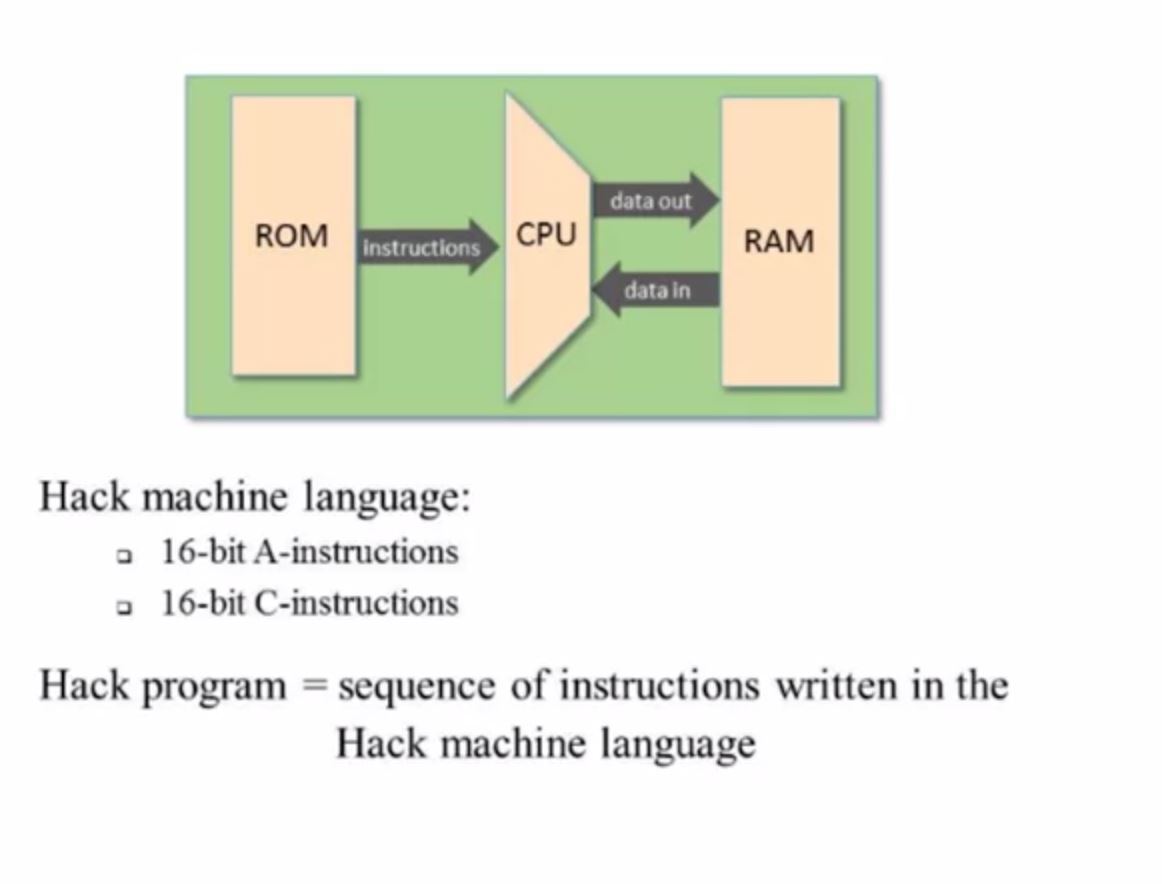 ROM
instructions
CPU
data out
data in
RAM
Hack machine language:
16-bit A-instructions
16-bit C-instructions
Hack program = sequence of instructions written in the
Hack machine language